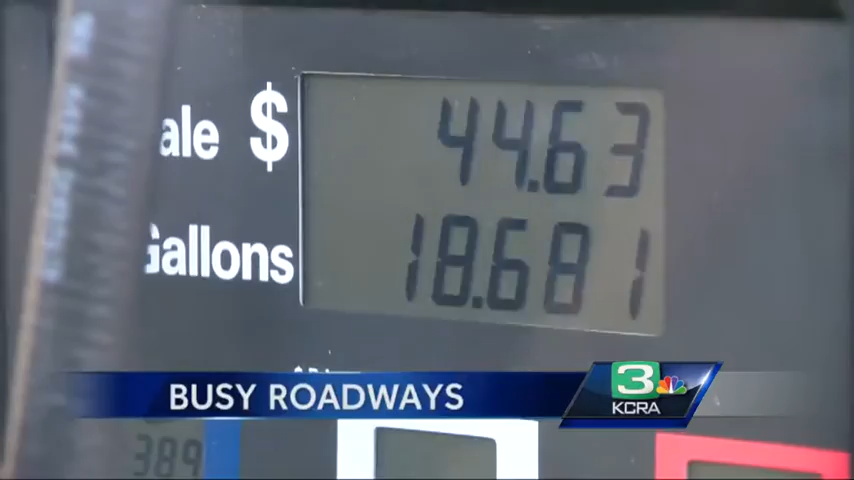 ale $ 44.63
Gallons 18.681
BUSY ROADWAYS
3
KCRA
389